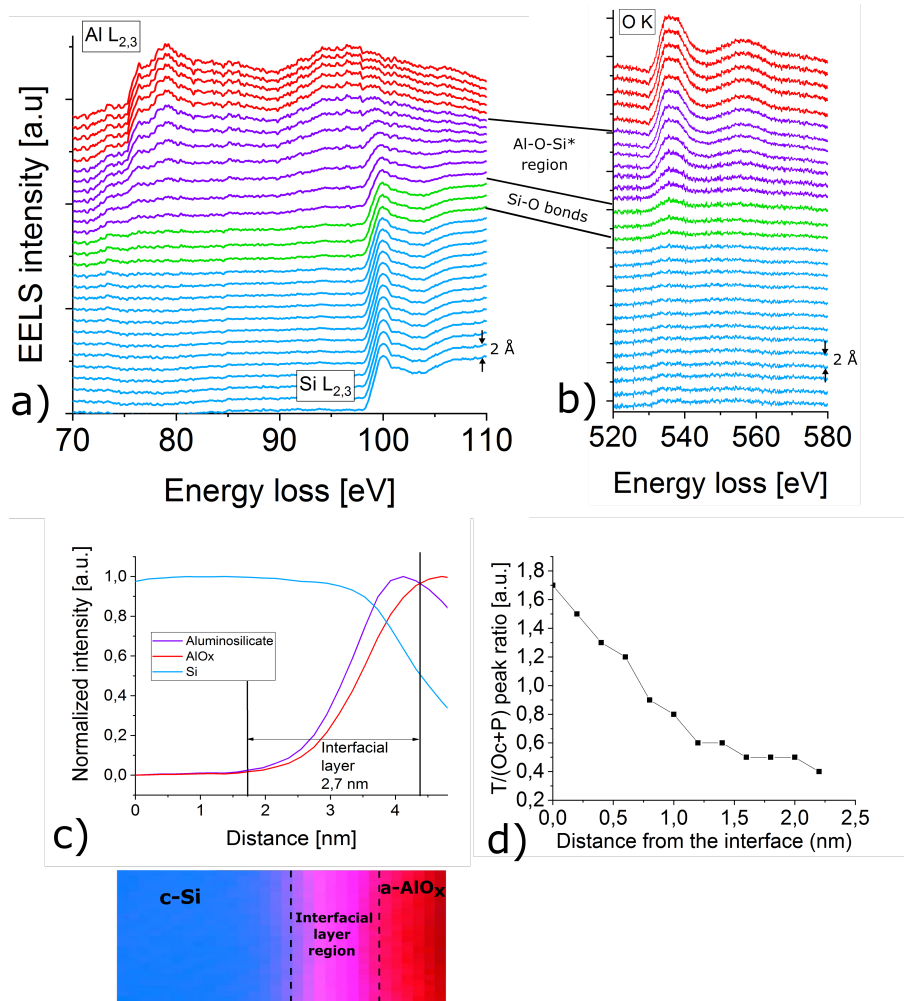 Al L2,3
O K
EELS intensity [a.u]
Al-O-Si*
region
Si-O bonds
2 Å
2 Å
Si L2,3
a)
b)
70 80 90 100 110
520 540 560 580
Energy loss [eV]
Energy loss [eV]
Normalized intensity [a.u.]
1,0
0,8
0,6
0,4
0,2
0,0
Aluminosilicate
AlOx
Si
Interfacial
layer
2,7 nm
0 1 2 3 4
Distance [nm]
c)
T/(Oc+P) peak ratio [a.u.]
1,8
1,6
1,4
1,2
1,0
0,8
0,6
0,4
0,2
0,0 0,5 1,0 1,5 2,0 2,5
Distance from the interface (nm)
d)
c-Si
a-AlOx
Interfacial
layer
region